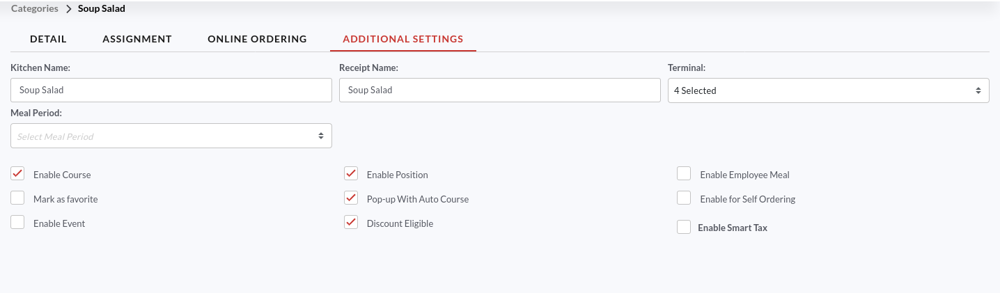 Categories > Soup Salad
DETAIL ASSIGNMENT ONLINE ORDERING ADDITIONAL SETTINGS
Kitchen Name: Receipt Name: Terminal:
Soup Salad Soup Salad 4 Selected
Meal Period:
Select Meal Period
Enable Course Enable Position Enable Employee Meal
Mark as favorite Pop-up With Auto Course Enable for Self Ordering
Enable Event Discount Eligible Enable Smart Tax